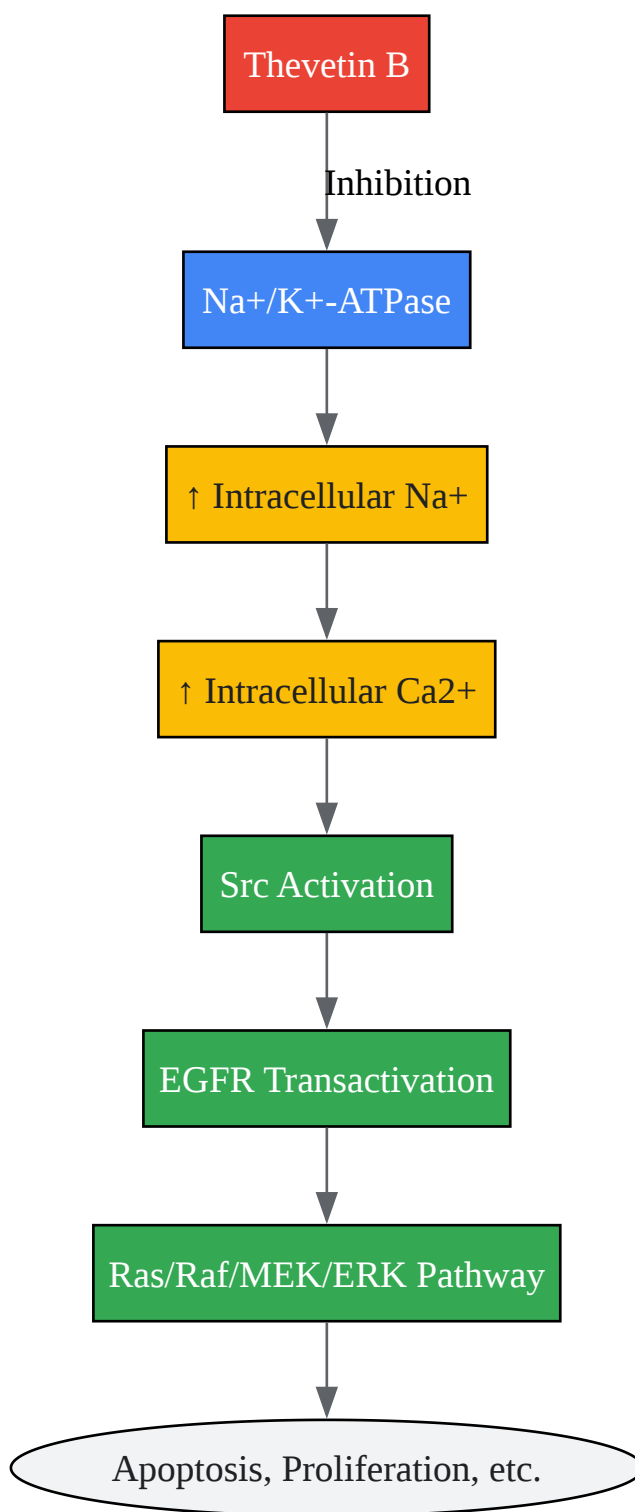 Thevetin B
Inhibition
Na+/K+-ATPase
↑ Intracellular Na+
↑ Intracellular Ca2+
Src Activation
EGFR Transactivation
Ras/Raf/MEK/ERK Pathway
Apoptosis, Proliferation, etc.